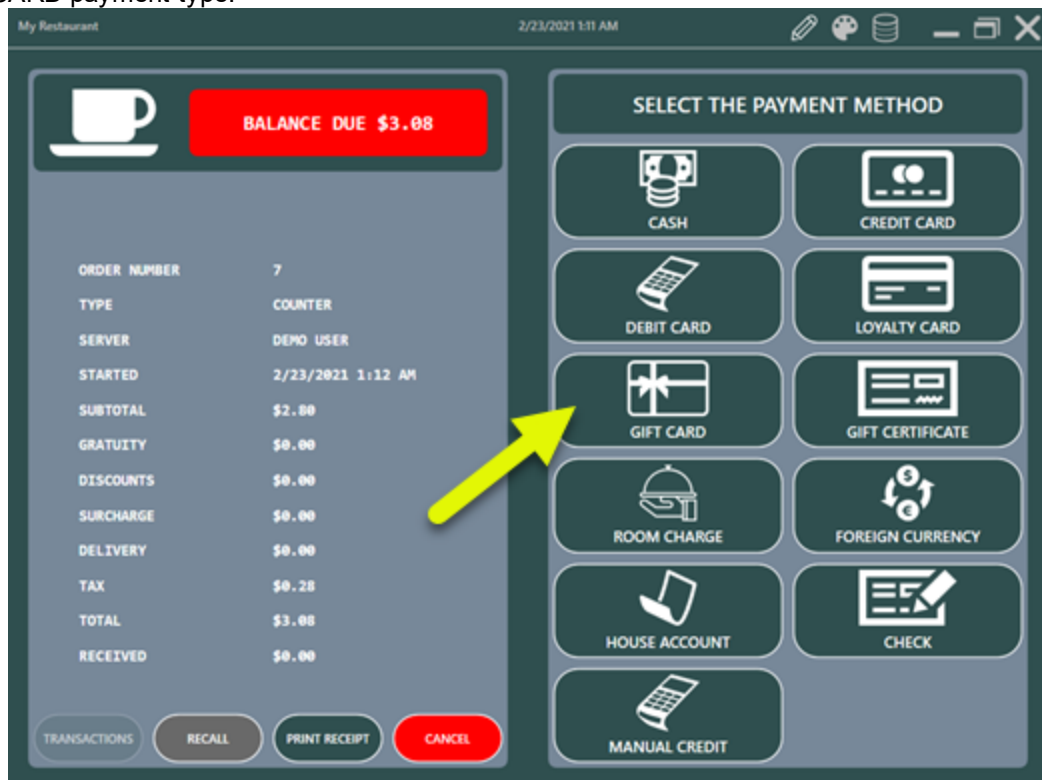 CARD payment type.
My Restaurant 2/23/2021 1:11 AM
BALANCE DUE $3.08
ORDER NUMBER 7
TYPE COUNTER
SERVER DEMO USER
STARTED 2/23/2021 1:12 AM
SUBTOTAL $2.80
GRATUITY $0.00
DISCOUNTS $0.00
SURCHARGE $0.00
DELIVERY $0.00
TAX $0.28
TOTAL $3.08
RECEIVED $0.00
TRANSACTIONS RECALL PRINT RECEIPT CANCEL
SELECT THE PAYMENT METHOD
CASH CREDIT CARD
DEBIT CARD LOYALTY CARD
GIFT CARD GIFT CERTIFICATE
ROOM CHARGE FOREIGN CURRENCY
HOUSE ACCOUNT CHECK
MANUAL CREDIT